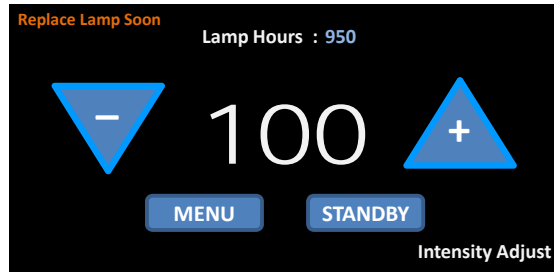 Replace Lamp Soon
Lamp Hours : 950
– 100 +
MENU STANDBY
Intensity Adjust